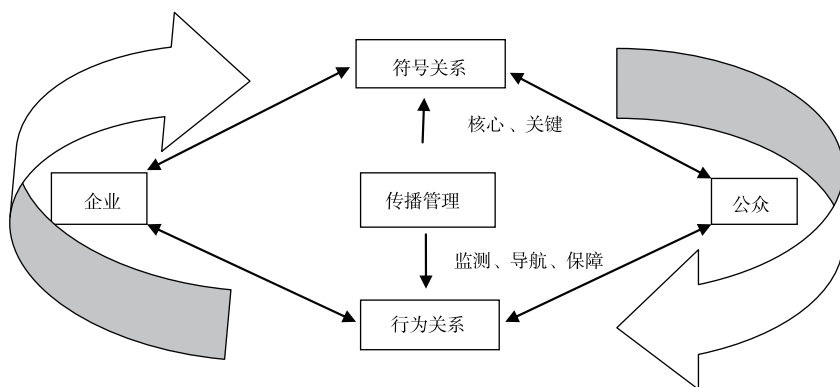 符号关系
核心、关键
企业
传播管理
公众
监测、导航、保障
行为关系